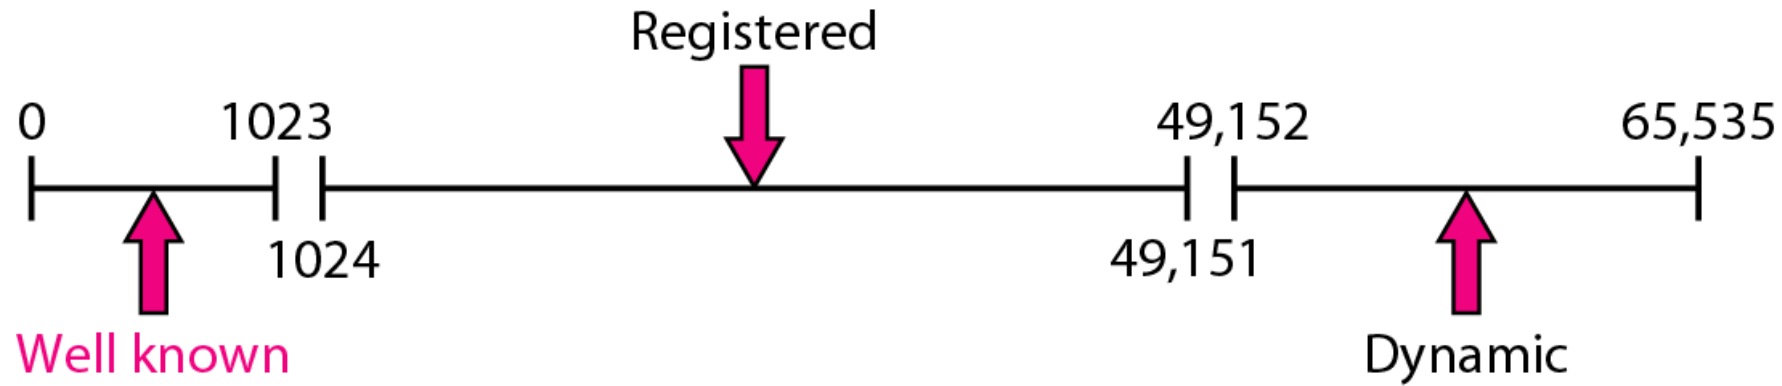 Registered
0
1023
49,152
65,535
1024
49,151
Well known
Dynamic